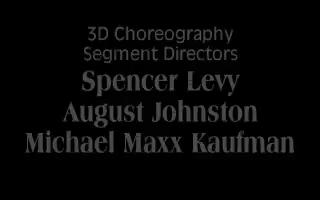 3D Choreography
Segment Directors
Spencer Levy
August Johnston
Michael Maxx Kaufman